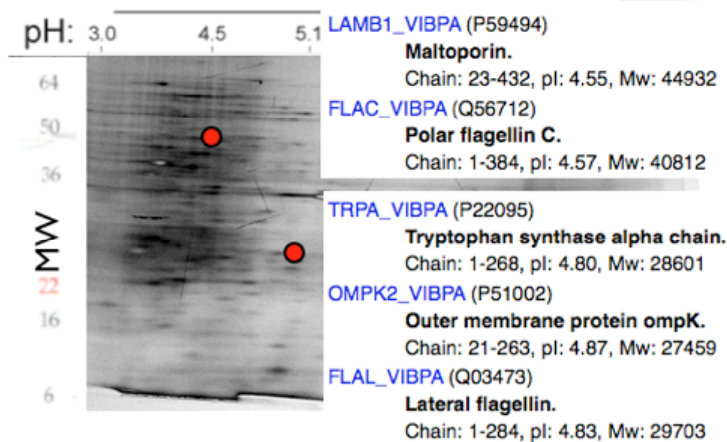 pH: 3.0 4.5 5.1
64
50
36
MW
22
16
6
LAMB1_VIBPA (P59494)
Maltoporin.
Chain: 23-432, pI: 4.55, Mw: 44932
FLAC_VIBPA (Q56712)
Polar flagellin C.
Chain: 1-384, pI: 4.57, Mw: 40812
TRPA_VIBPA (P22095)
Tryptophan synthase alpha chain.
Chain: 1-268, pI: 4.80, Mw: 28601
OMPK2_VIBPA (P51002)
Outer membrane protein ompK.
Chain: 21-263, pI: 4.87, Mw: 27459
FLAL_VIBPA (Q03473)
Lateral flagellin.
Chain: 1-284, pI: 4.83, Mw: 29703